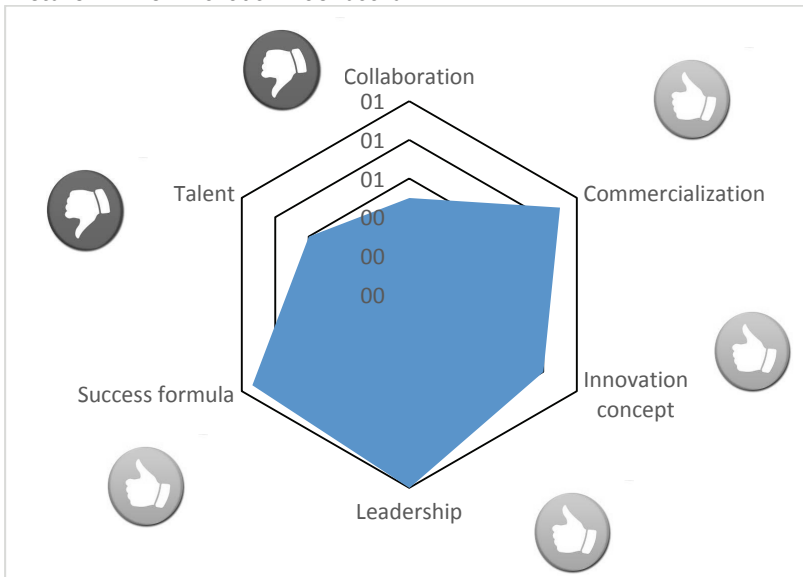 Collaboration
01
01
01
00
00
00
Talent
Commercialization
Success formula
Innovation
concept
Leadership